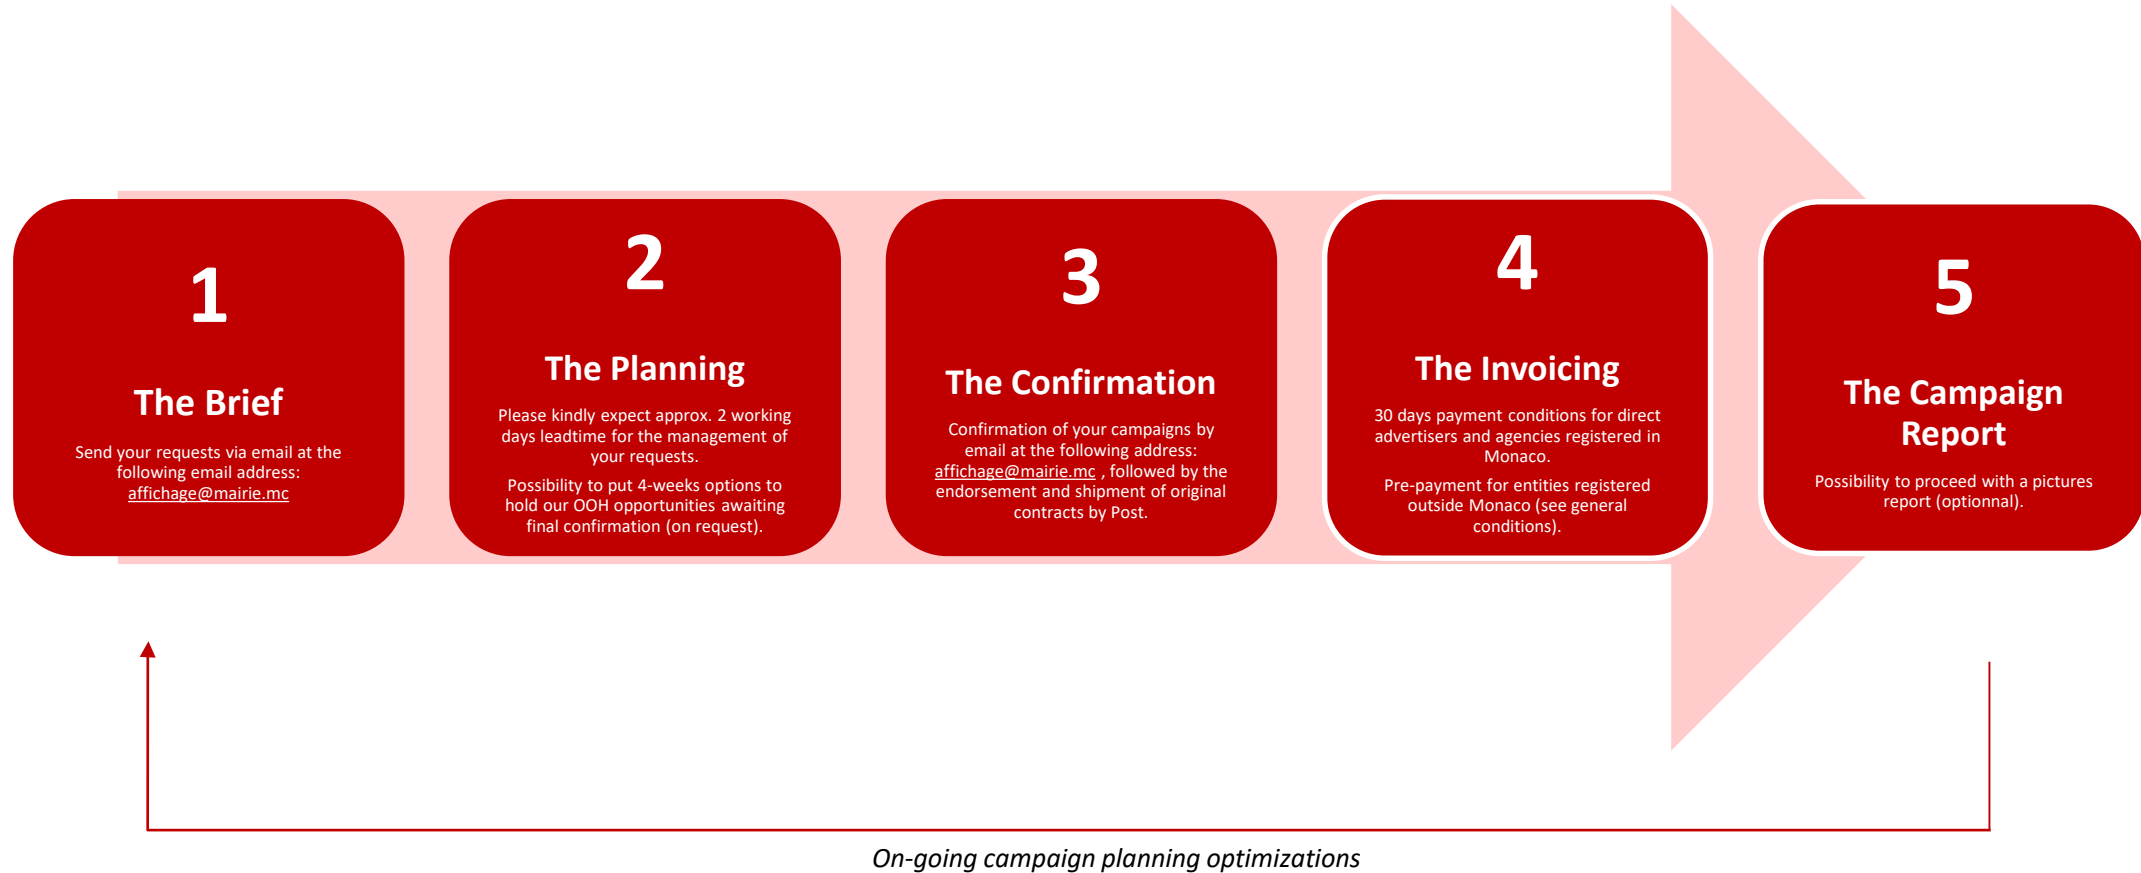 1
The Brief
Send your requests via email at the
following email address:
affichage@mairie.mc
2
The Planning
Please kindly expect approx. 2 working
days leadtime for the management of
your requests.
Possibility to put 4-weeks options to
hold our OOH opportunities awaiting
final confirmation (on request).
3
The Confirmation
Confirmation of your campaigns by
email at the following address:
affichage@mairie.mc , followed by the
endorsement and shipment of original
contracts by Post.
4
The Invoicing
30 days payment conditions for direct
advertisers and agencies registered in
Monaco.
Pre-payment for entities registered
outside Monaco (see general
conditions).
5
The Campaign
Report
Possibility to proceed with a pictures
report (optionnal).
On-going campaign planning optimizations